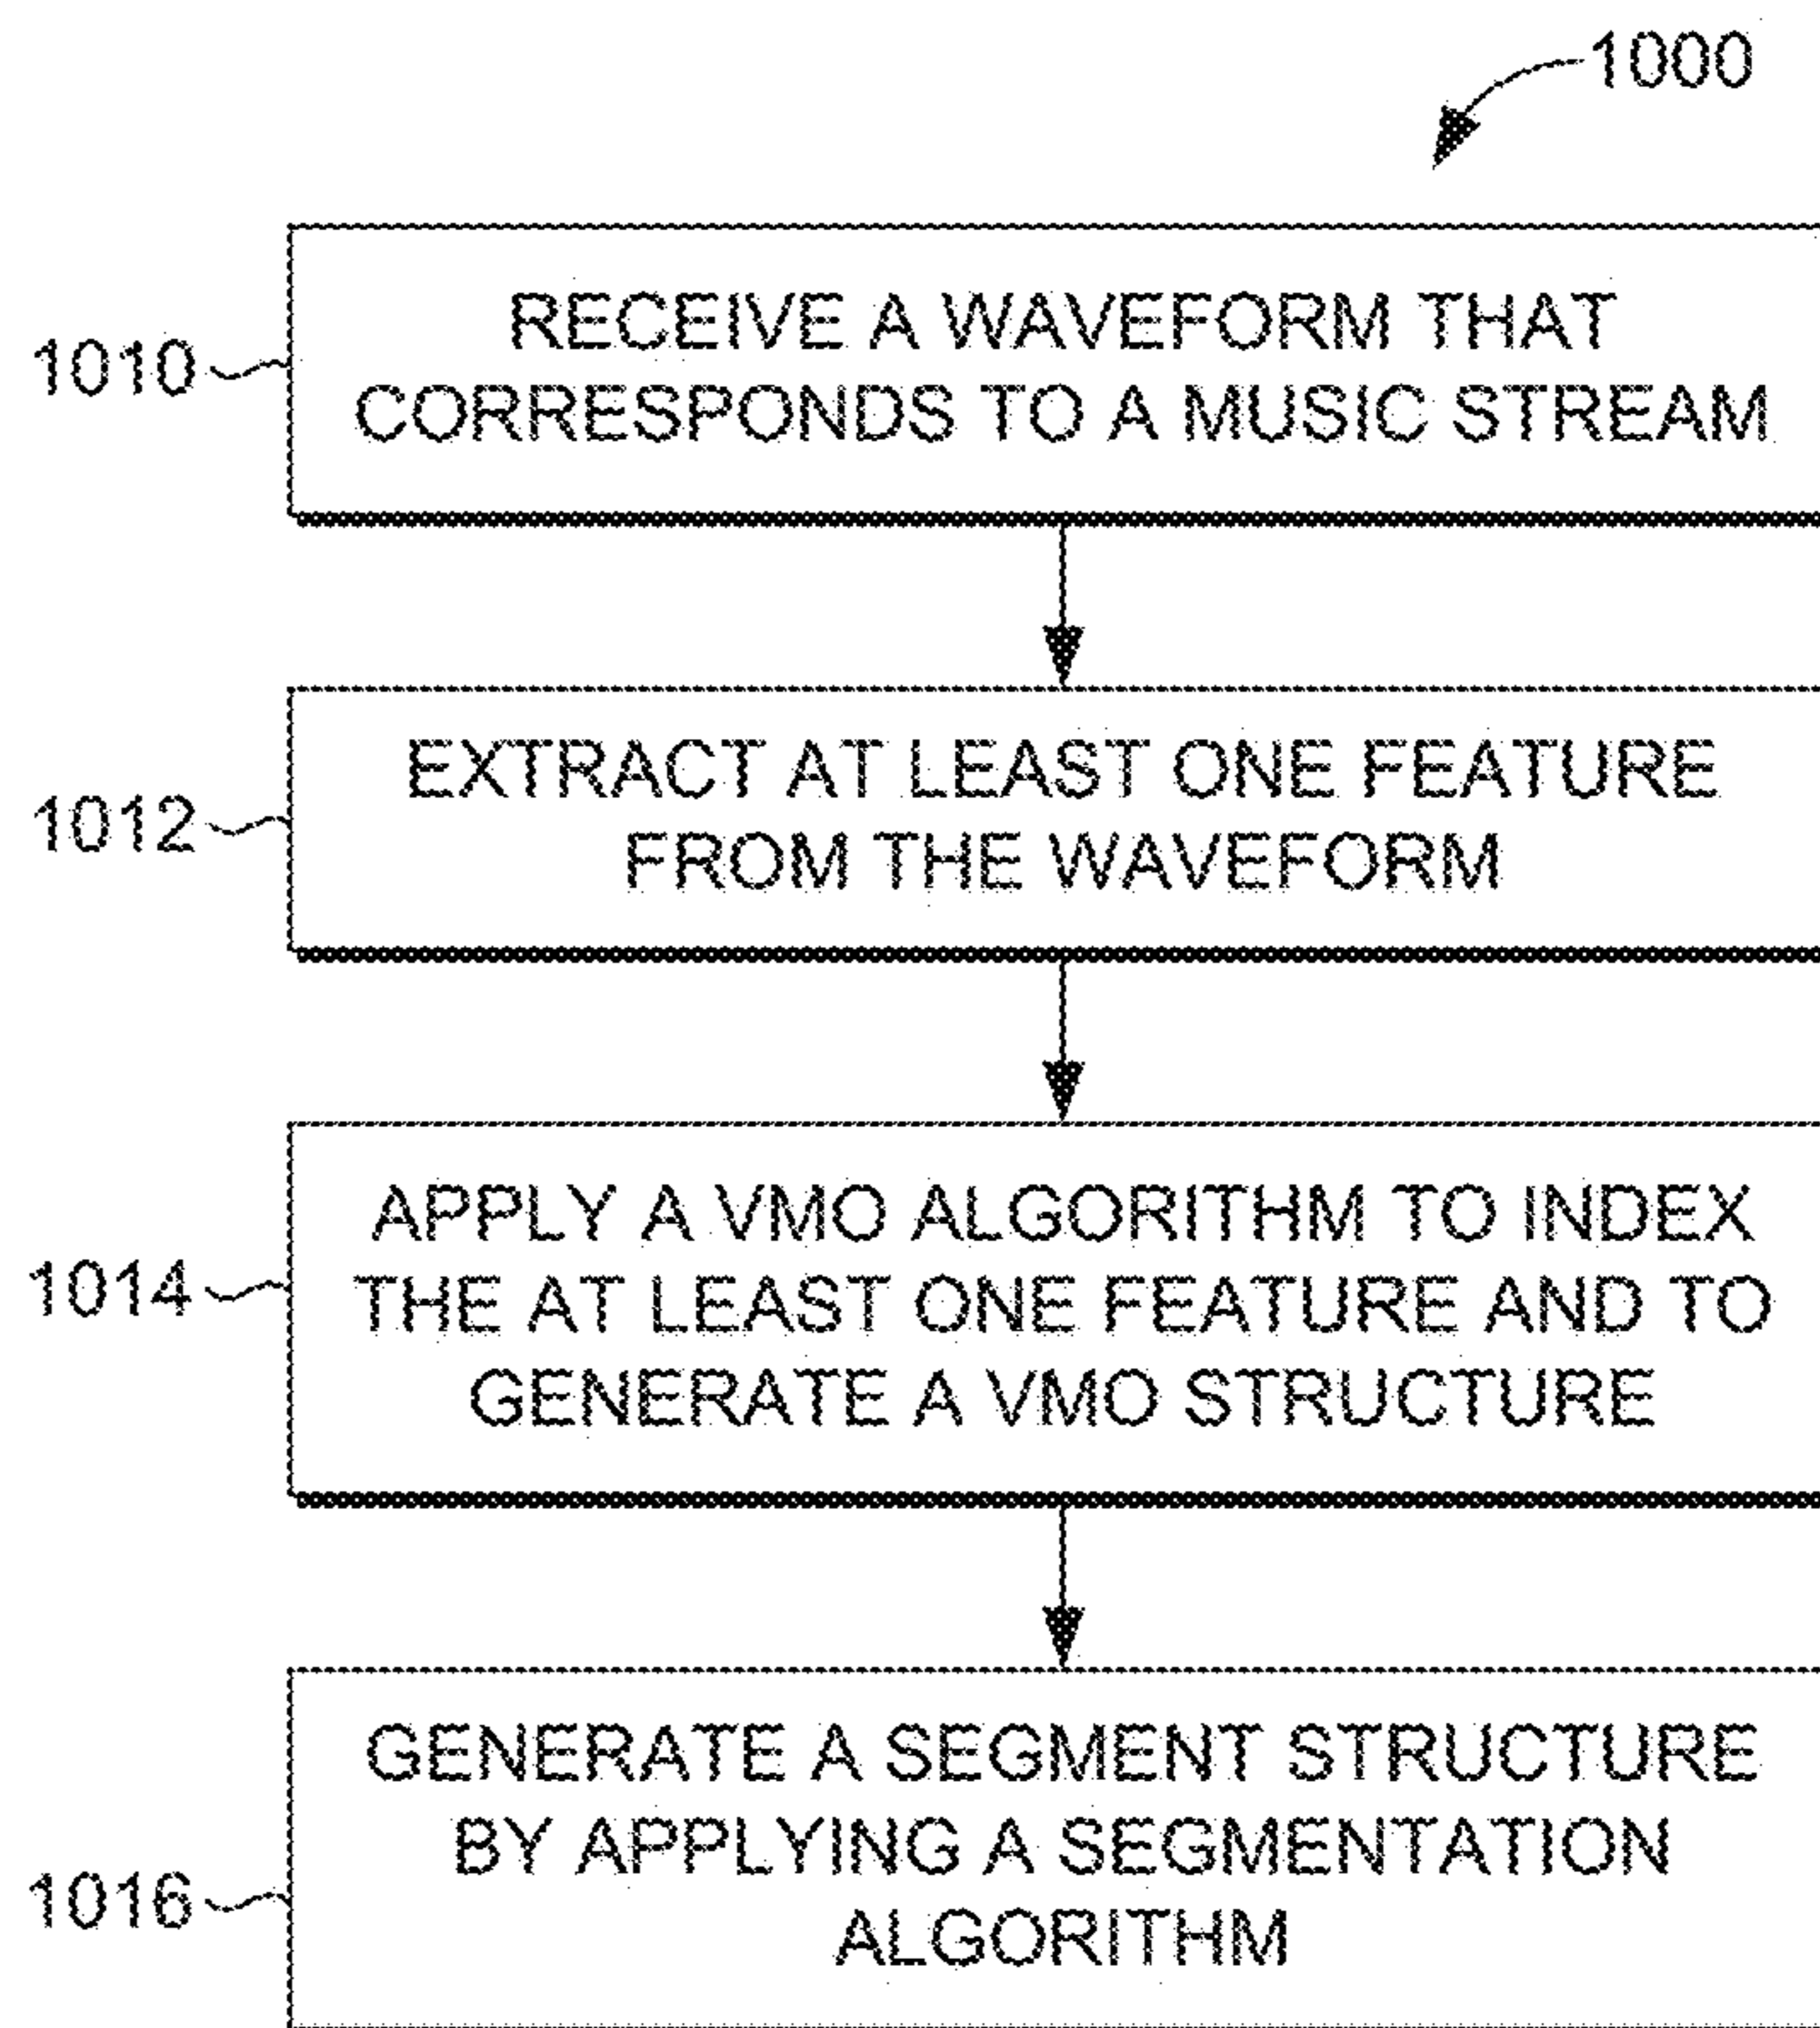 1000
1010
RECEIVE A WAVEFORM THAT
CORRESPONDS TO A MUSIC STREAM
1012
EXTRACT AT LEAST ONE FEATURE
FROM THE WAVEFORM
1014
APPLY A VMO ALGORITHM TO INDEX
THE AT LEAST ONE FEATURE AND TO
GENERATE A VMO STRUCTURE
1016
GENERATE A SEGMENT STRUCTURE
BY APPLYING A SEGMENTATION
ALGORITHM